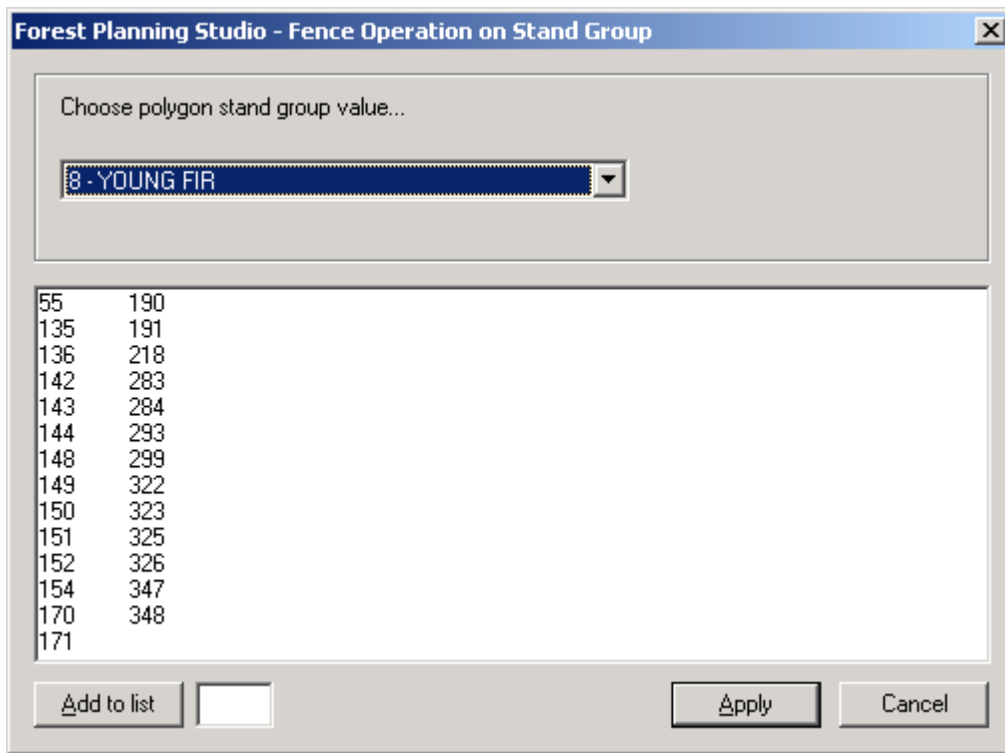 Forest Planning Studio - Fence Operation on Stand Group
Choose polygon stand group value...
8 - YOUNG FIR
55 190
135 191
136 218
142 283
143 284
144 293
148 299
149 322
150 323
151 325
152 326
154 347
170 348
171
Add to list
Apply Cancel